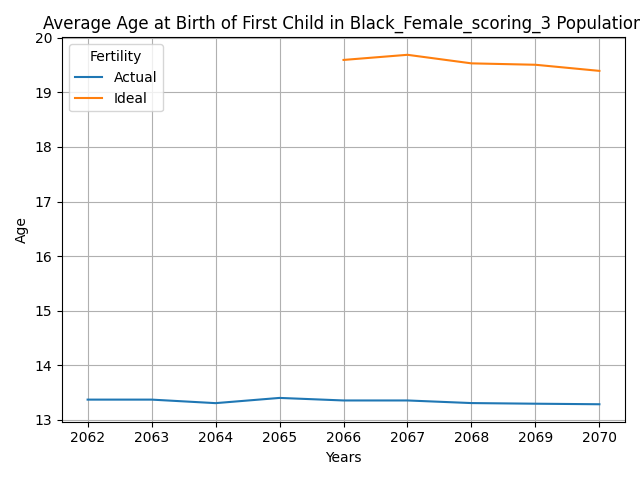 Average Age at Birth of First Child in Black_Female_scoring_3 Population
Fertility
Actual
Ideal
20
19
18
17
16
15
14
13
Age
2062 2063 2064 2065 2066 2067 2068 2069 2070
Years